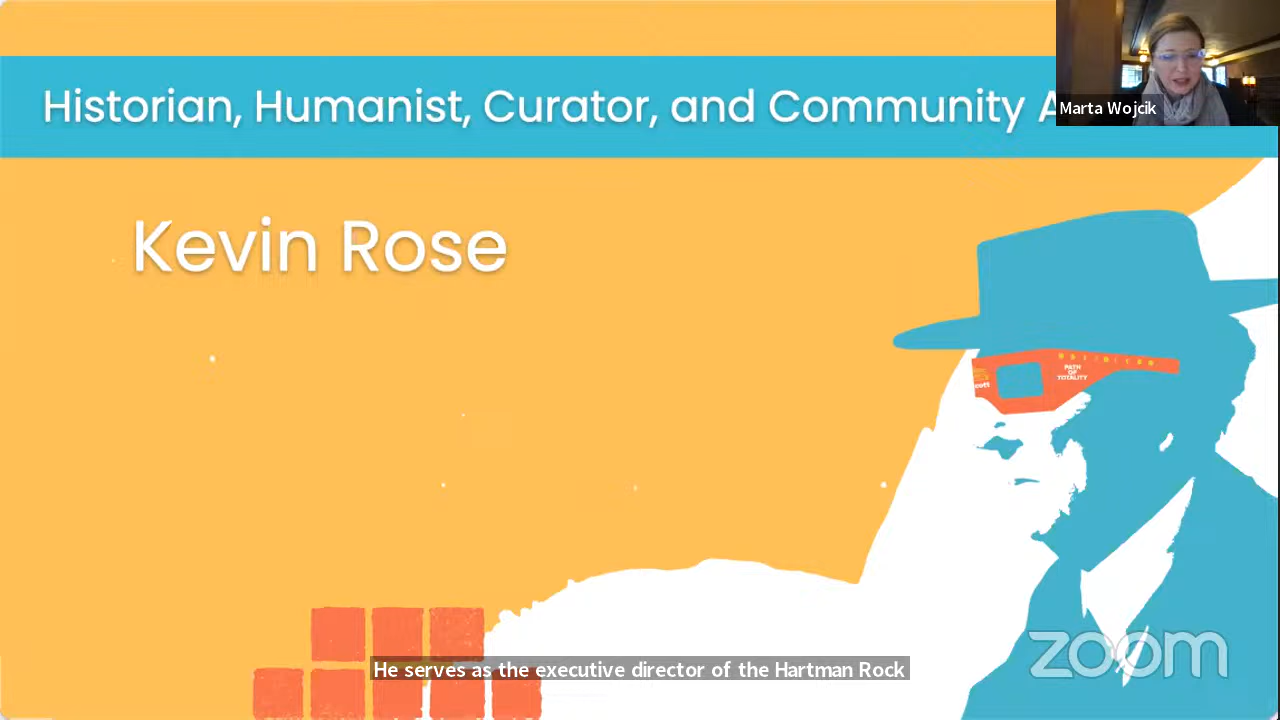 Historian, Humanist, Curator, and Community A
Marta Wojcik
Kevin Rose
PATH
OF
TOTALITY
cott
zoom
He serves as the executive director of the Hartman Rock